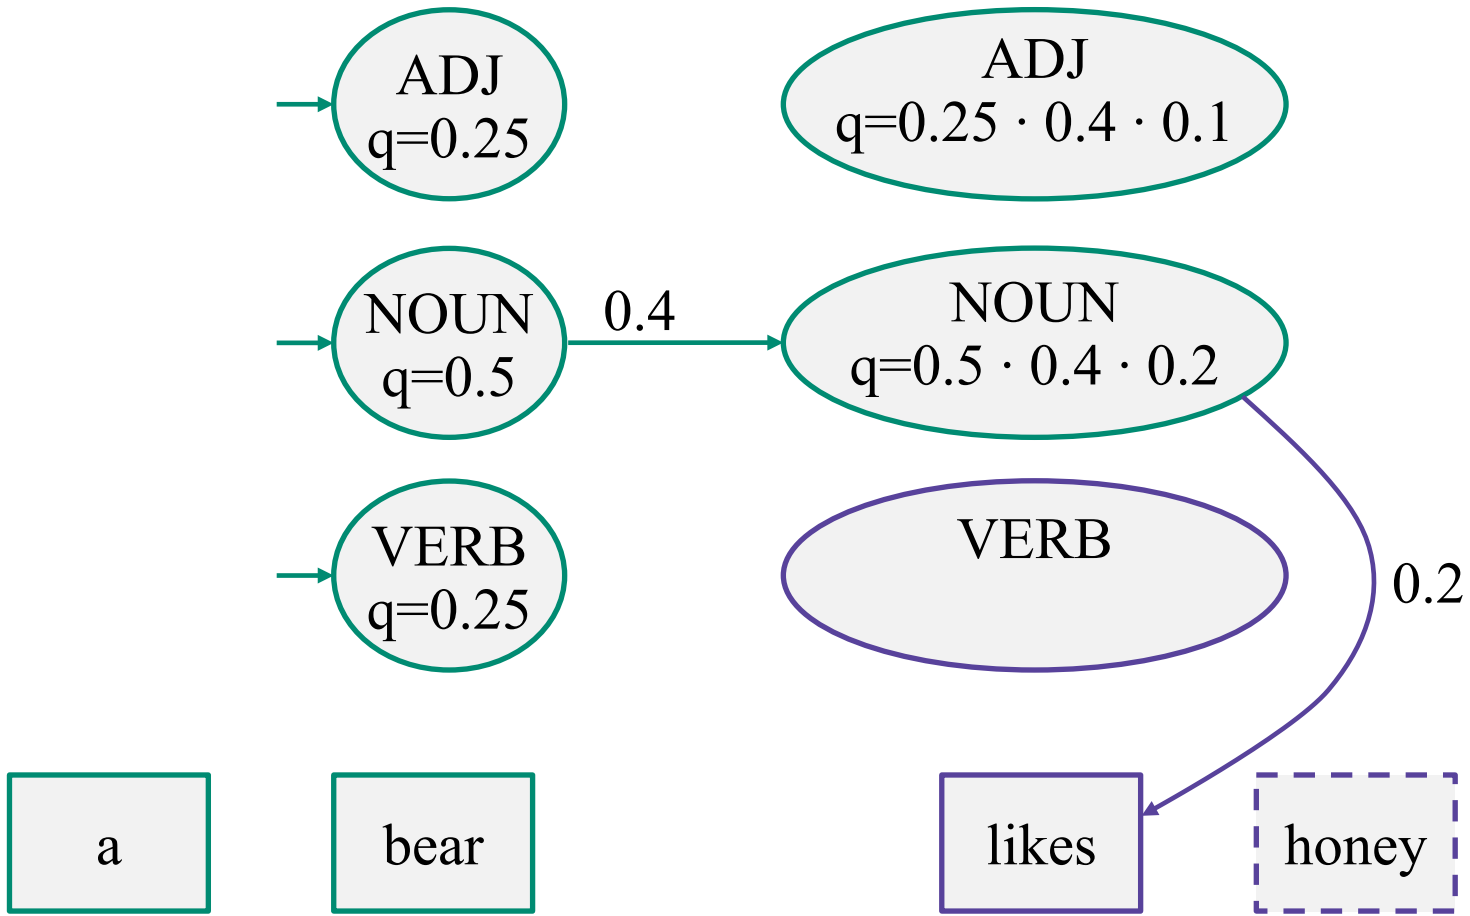 ADJ
q=0.25
ADJ
q=0.25 · 0.4 · 0.1
NOUN
q=0.5
0.4
NOUN
q=0.5 · 0.4 · 0.2
VERB
q=0.25
VERB
0.2
a
bear
likes
honey